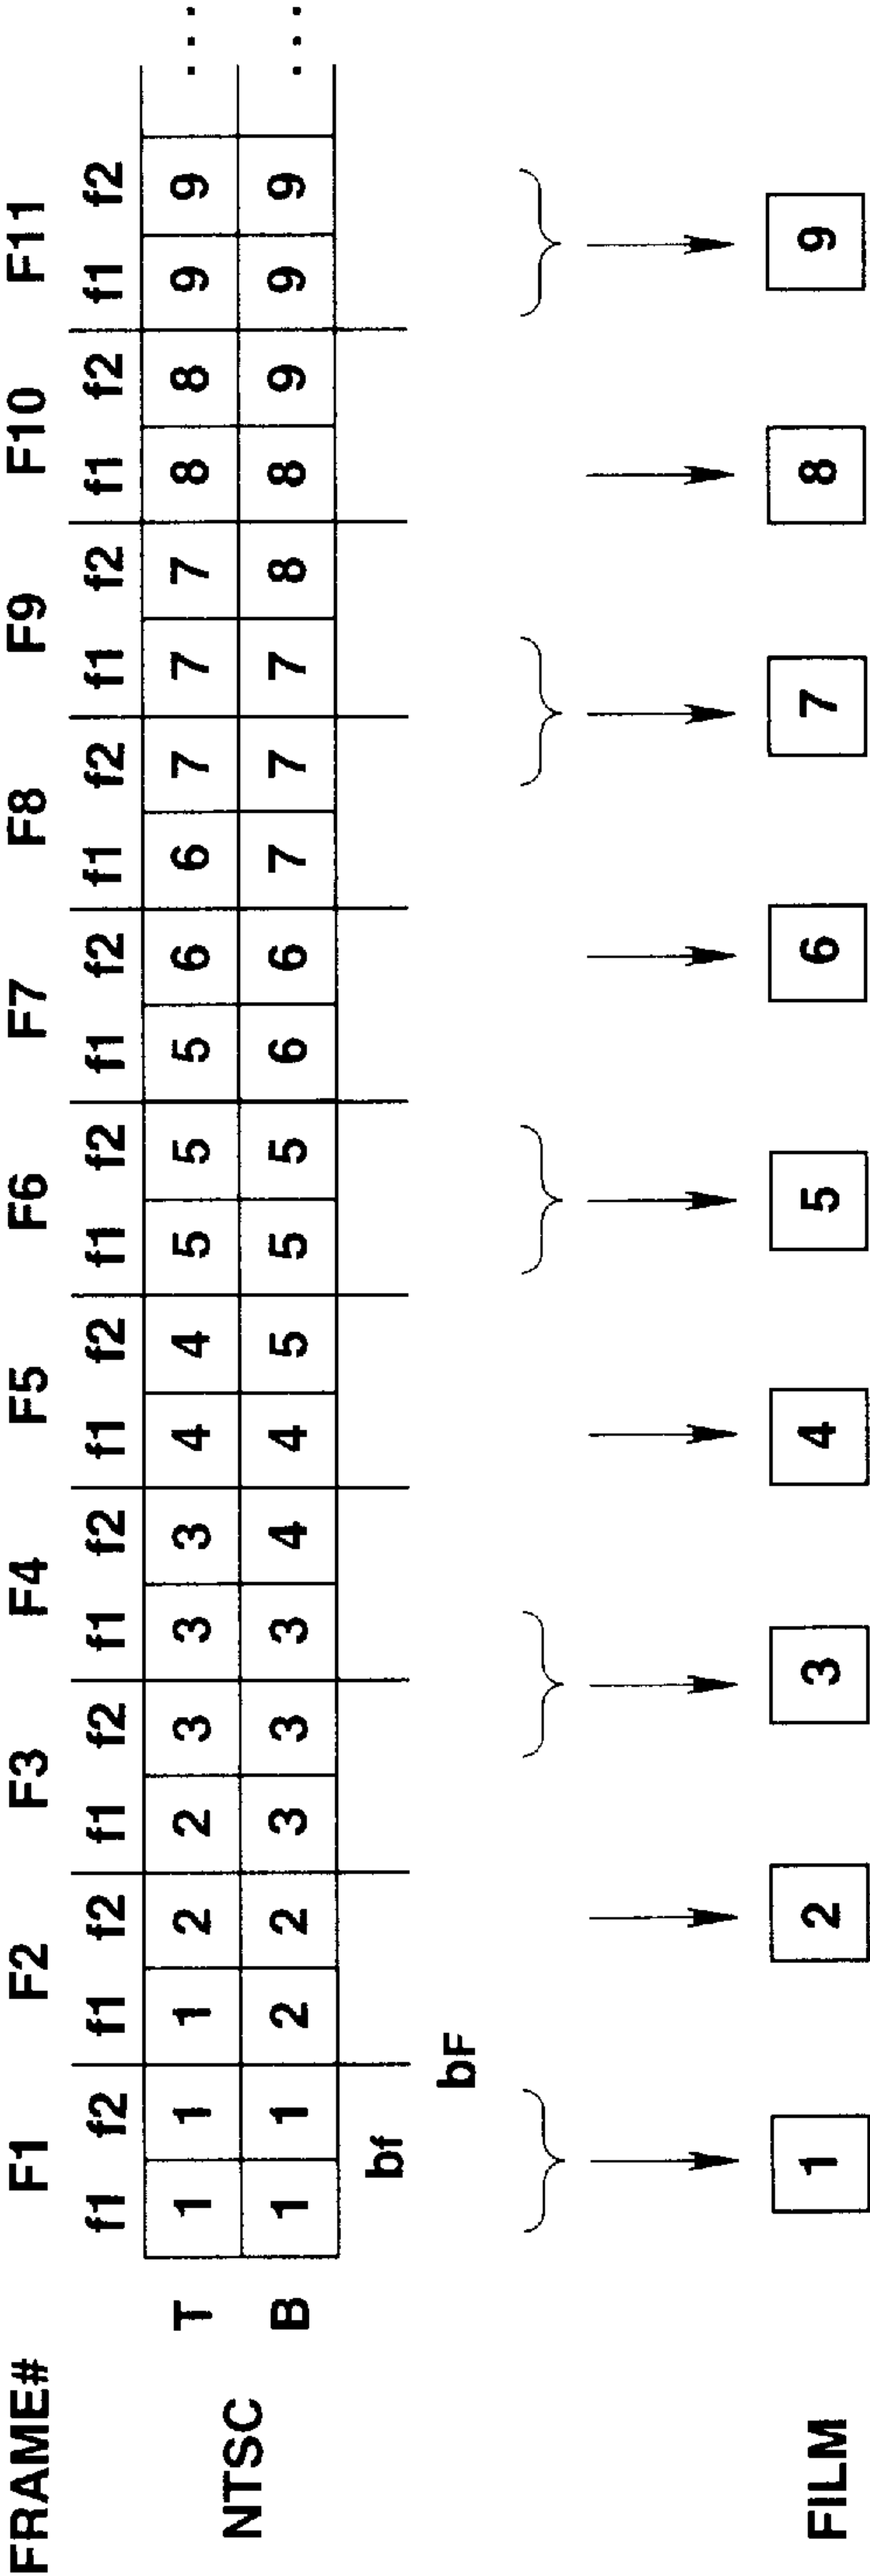 FRAME# F1 F2 F3 F4 F5 F6 F7 F8 F9 F10 F11
f1 f2 f1 f2 f1 f2 f1 f2 f1 f2 f1 f2 f1 f2 f1 f2 f1 f2 f1 f2 f1 f2
T 1 1 1 2 2 3 3 3 4 4 5 5 5 6 6 7 7 7 8 8 9 9 ...
NTSC
B 1 1 2 2 3 3 3 4 4 5 5 5 6 6 7 7 7 8 8 9 9 9 ...
bf
bF
FILM 1 2 3 4 5 6 7 8 9